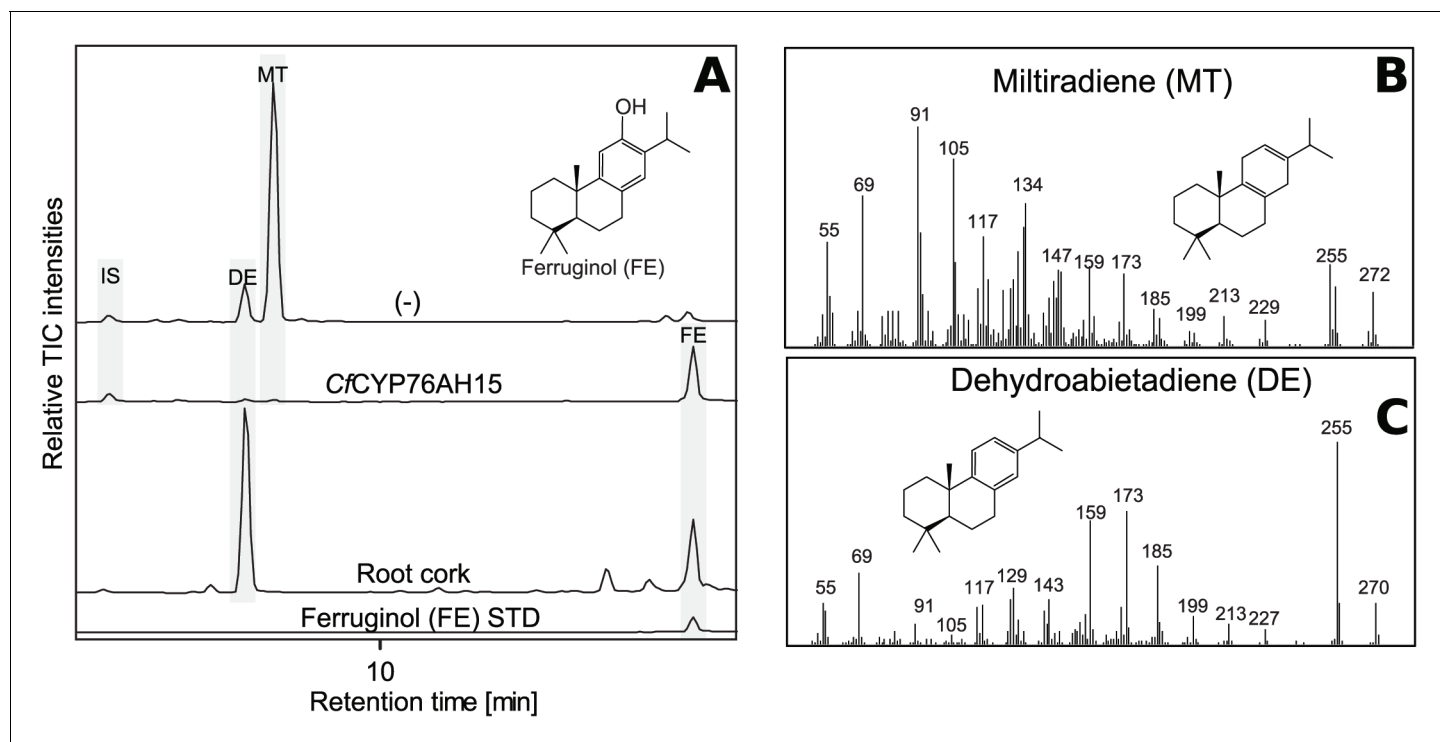 A
MT
OH
IS
DE
Ferruginol (FE)
(-)
FE
CfCYP76AH15
Root cork
Ferruginol (FE) STD
Relative TIC intensities
10
Retention time [min]
B
Miltiradiene (MT)
55
69
91
105
117
134
147
159
173
185
199
213
229
255
272
Dehydroabietadiene (DE)
C
55
69
91
105
117
129
143
159
173
185
199
213
227
255
270